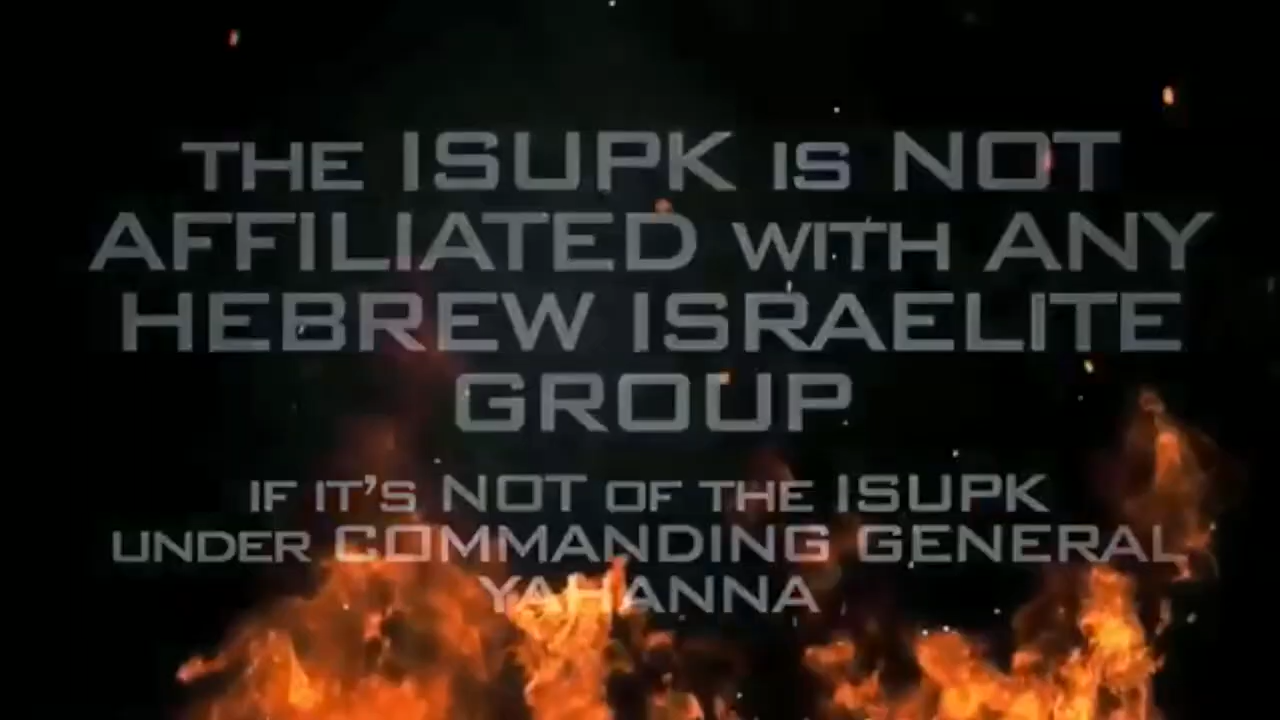 THE ISUPK IS NOT
AFFILIATED WITH ANY
HEBREW ISRAELITE
GROUP
IF IT'S NOT OF THE ISUPK
UNDER COMMANDING GENERAL
YAHANNA